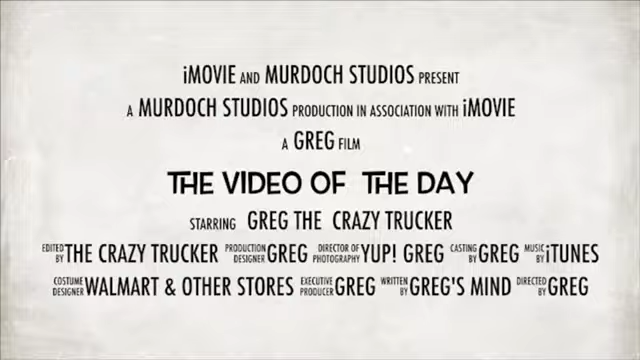 iMOVIE AND MURDOCH STUDIOS PRESENT
A MURDOCH STUDIOS PRODUCTION IN ASSOCIATION WITH iMOVIE
A GREG FILM
THE VIDEO OF THE DAY
STARRING GREG THE CRAZY TRUCKER
EDITED BY THE CRAZY TRUCKER PRODUCTION DESIGNER GREG DIRECTOR OF PHOTOGRAPHY YUP! GREG CASTING BY GREG MUSIC BY iTUNES
COSTUME DESIGNER WALMART & OTHER STORES EXECUTIVE PRODUCER GREG WRITTEN BY GREG'S MIND DIRECTED BY GREG